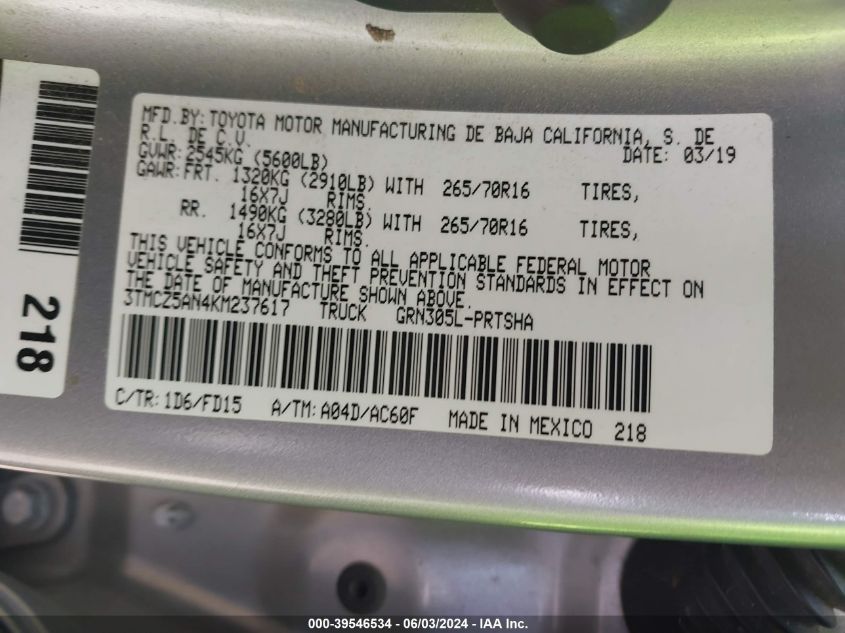 MFD.BY:TOYOTA MOTOR MANUFACTURING DE BAJA CALIFORNIA, S. DE
R.L. DE C.V. DATE: 03/19
GVWR:2545KG (5600LB)
GAWR:FRT. 1320KG (2910LB) WITH 265/70R16 TIRES,
16X7J RIMS.
RR. 1490KG (3280LB) WITH 265/70R16 TIRES,
16X7J RIMS.
THIS VEHICLE CONFORMS TO ALL APPLICABLE FEDERAL MOTOR
VEHICLE SAFETY AND THEFT PREVENTION STANDARDS IN EFFECT ON
THE DATE OF MANUFACTURE SHOWN ABOVE.
3TMCZ5AN4KM237617 TRUCK GRN305L-PRTSHA
C/TR:1D6/FD15 A/TM:A04D/AC60F MADE IN MEXICO 218
218
000-39546534 / 06/03/2024 - IAA Inc.